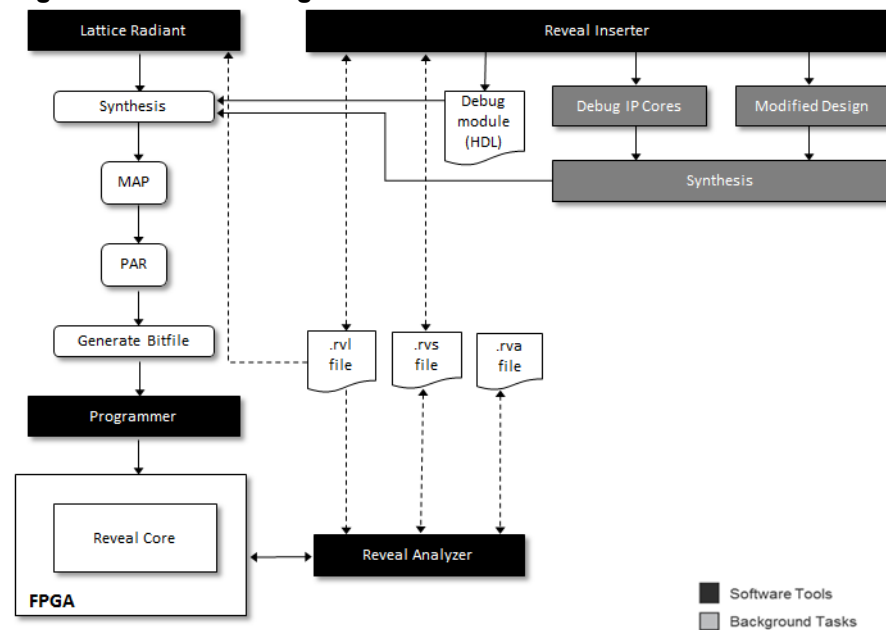 Lattice Radiant
Reveal Inserter
Synthesis
Debug
module
(HDL)
Debug IP Cores
Modified Design
Synthesis
MAP
PAR
Generate Bitfile
.rvl
file
.rvs
file
.rva
file
Programmer
Reveal Core
Reveal Analyzer
FPGA
Software Tools
Background Tasks